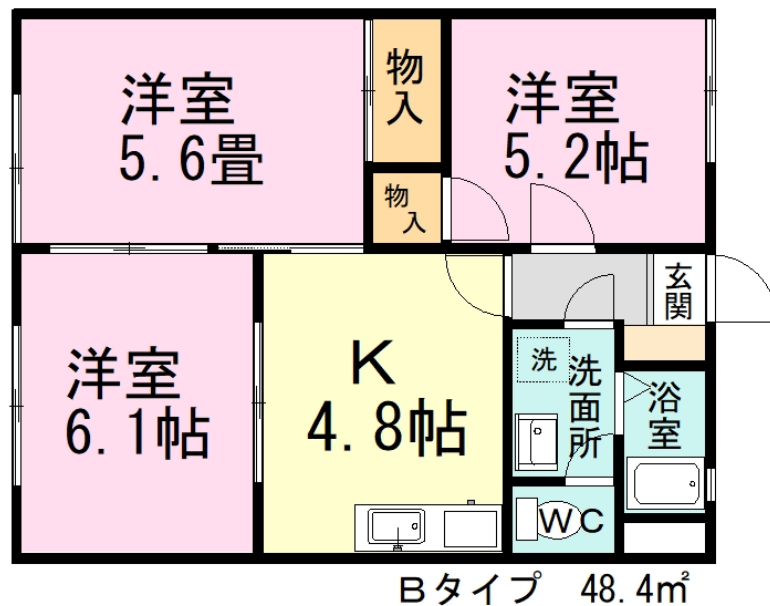 洋室
5.6畳
物入
洋室
5.2帖
物入
玄関
洋室
6.1帖
K
4.8帖
洗
洗面所
浴室
WC
Bタイプ 48.4㎡